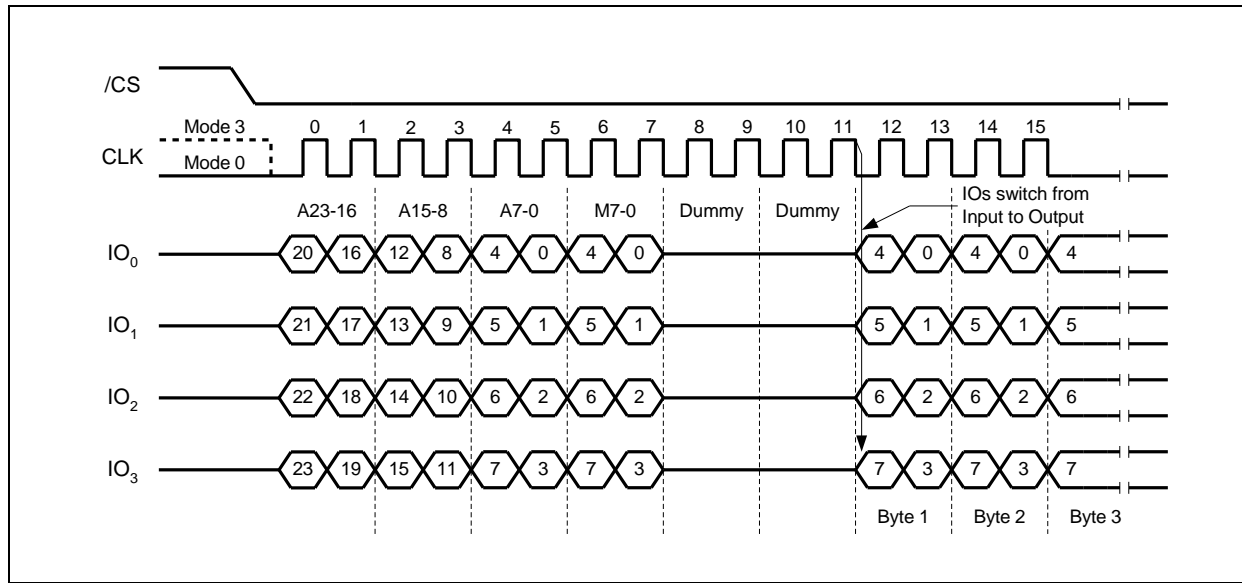 /CS
Mode 3 0 1 2 3 4 5 6 7 8 9 10 11 12 13 14 15
CLK
Mode 0
A23-16 A15-8 A7-0 M7-0 Dummy Dummy
IOs switch from
Input to Output
IO0 20 16 12 8 4 0 4 0 4 0 4 0 4
IO1 21 17 13 9 5 1 5 1 5 1 5 1 5
IO2 22 18 14 10 6 2 6 2 6 2 6 2 6
IO3 23 19 15 11 7 3 7 3 7 3 7 3 7
Byte 1 Byte 2 Byte 3